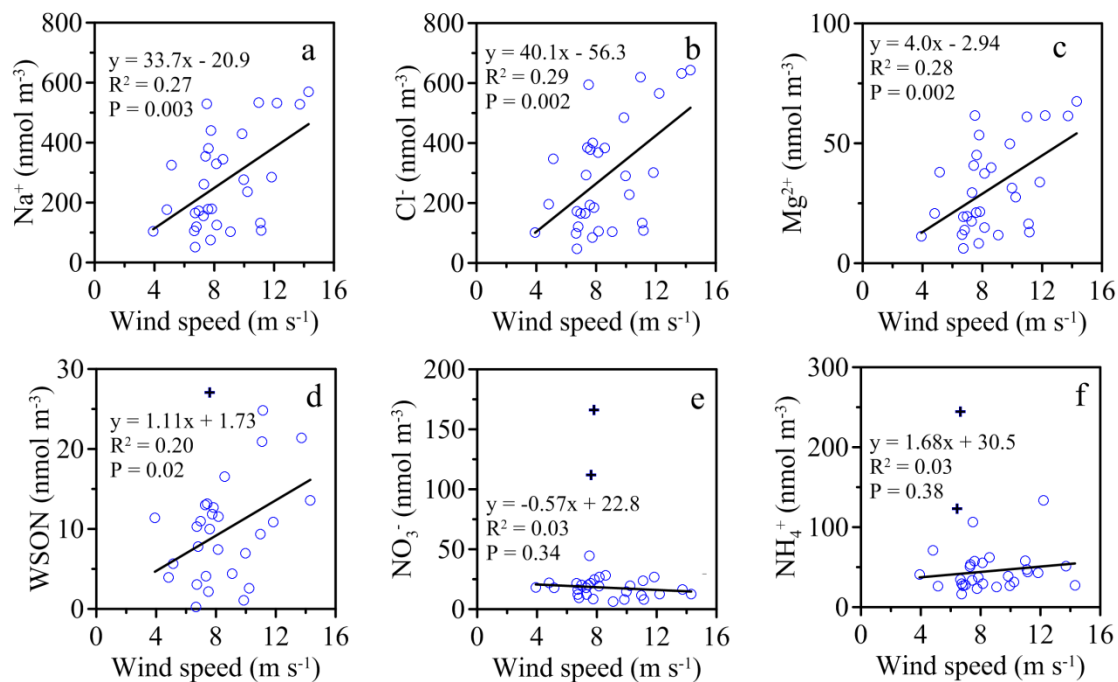 a
y = 33.7x - 20.9
R² = 0.27
P = 0.003
Na⁺ (nmol m⁻³)
800
600
400
200
0
0 4 8 12 16
Wind speed (m s⁻¹)
b
y = 40.1x - 56.3
R² = 0.29
P = 0.002
Cl⁻ (nmol m⁻³)
800
600
400
200
0
0 4 8 12 16
Wind speed (m s⁻¹)
c
y = 4.0x - 2.94
R² = 0.28
P = 0.002
Mg²⁺ (nmol m⁻³)
100
50
0
0 4 8 12 16
Wind speed (m s⁻¹)
d
y = 1.11x + 1.73
R² = 0.20
P = 0.02
WSON (nmol m⁻³)
30
20
10
0
0 4 8 12 16
Wind speed (m s⁻¹)
e
y = -0.57x + 22.8
R² = 0.03
P = 0.34
NO₃⁻ (nmol m⁻³)
200
150
100
50
0
0 4 8 12 16
Wind speed (m s⁻¹)
f
y = 1.68x + 30.5
R² = 0.03
P = 0.38
NH₄⁺ (nmol m⁻³)
300
200
100
0
0 4 8 12 16
Wind speed (m s⁻¹)